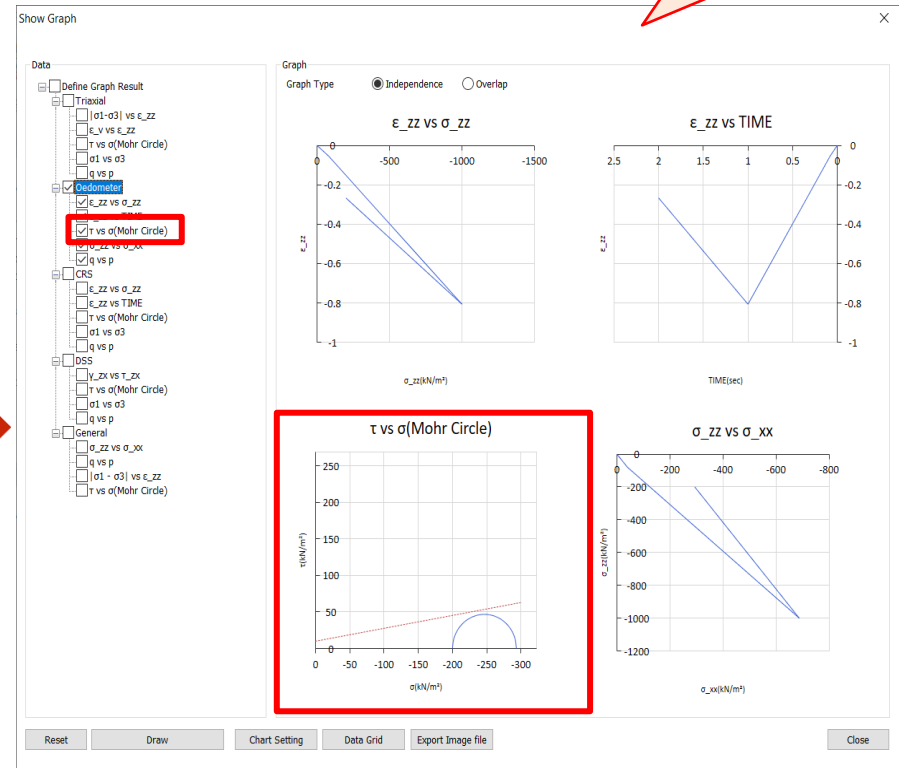 Show Graph
Data
Define Graph Result
Triaxial
|σ1-σ3| vs ε_zz
ε_v vs ε_zz
τ vs σ(Mohr Circle)
σ1 vs σ3
q vs p
Oedometer
ε_zz vs σ_zz
TIME
τ vs σ(Mohr Circle)
σ_zz vs σ_xx
q vs p
CRS
ε_zz vs σ_zz
ε_zz vs TIME
τ vs σ(Mohr Circle)
σ1 vs σ3
q vs p
DSS
γ_zx vs τ_zx
τ vs σ(Mohr Circle)
σ1 vs σ3
q vs p
General
σ_zz vs σ_xx
q vs p
|σ1 - σ3| vs ε_zz
τ vs σ(Mohr Circle)
Graph
Graph Type Independence Overlap
ε_zz vs σ_zz
0
0 -500 -1000 -1500
-0.2
-0.4
-0.6
-0.8
-1
ε_zz
σ_zz(kN/m²)
ε_zz vs TIME
0
2.5 2 1.5 1 0.5 0
-0.2
-0.4
-0.6
-0.8
-1
ε_zz
TIME(sec)
τ vs σ(Mohr Circle)
250
200
150
100
50
0
τ(kN/m²)
0 -50 -100 -150 -200 -250 -300
σ(kN/m²)
σ_zz vs σ_xx
0
0 -200 -400 -600 -800
-200
-400
-600
-800
-1000
-1200
σ_zz(kN/m²)
σ_xx(kN/m²)
Reset Draw Chart Setting Data Grid Export Image file Close